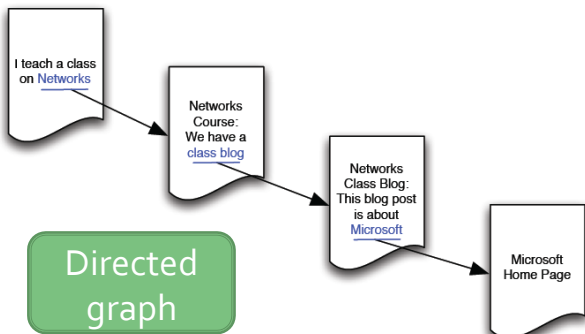 I teach a class
on Networks
Networks
Course:
We have a
class blog
Networks
Class Blog:
This blog post
is about
Microsoft
Microsoft
Home Page
Directed
graph